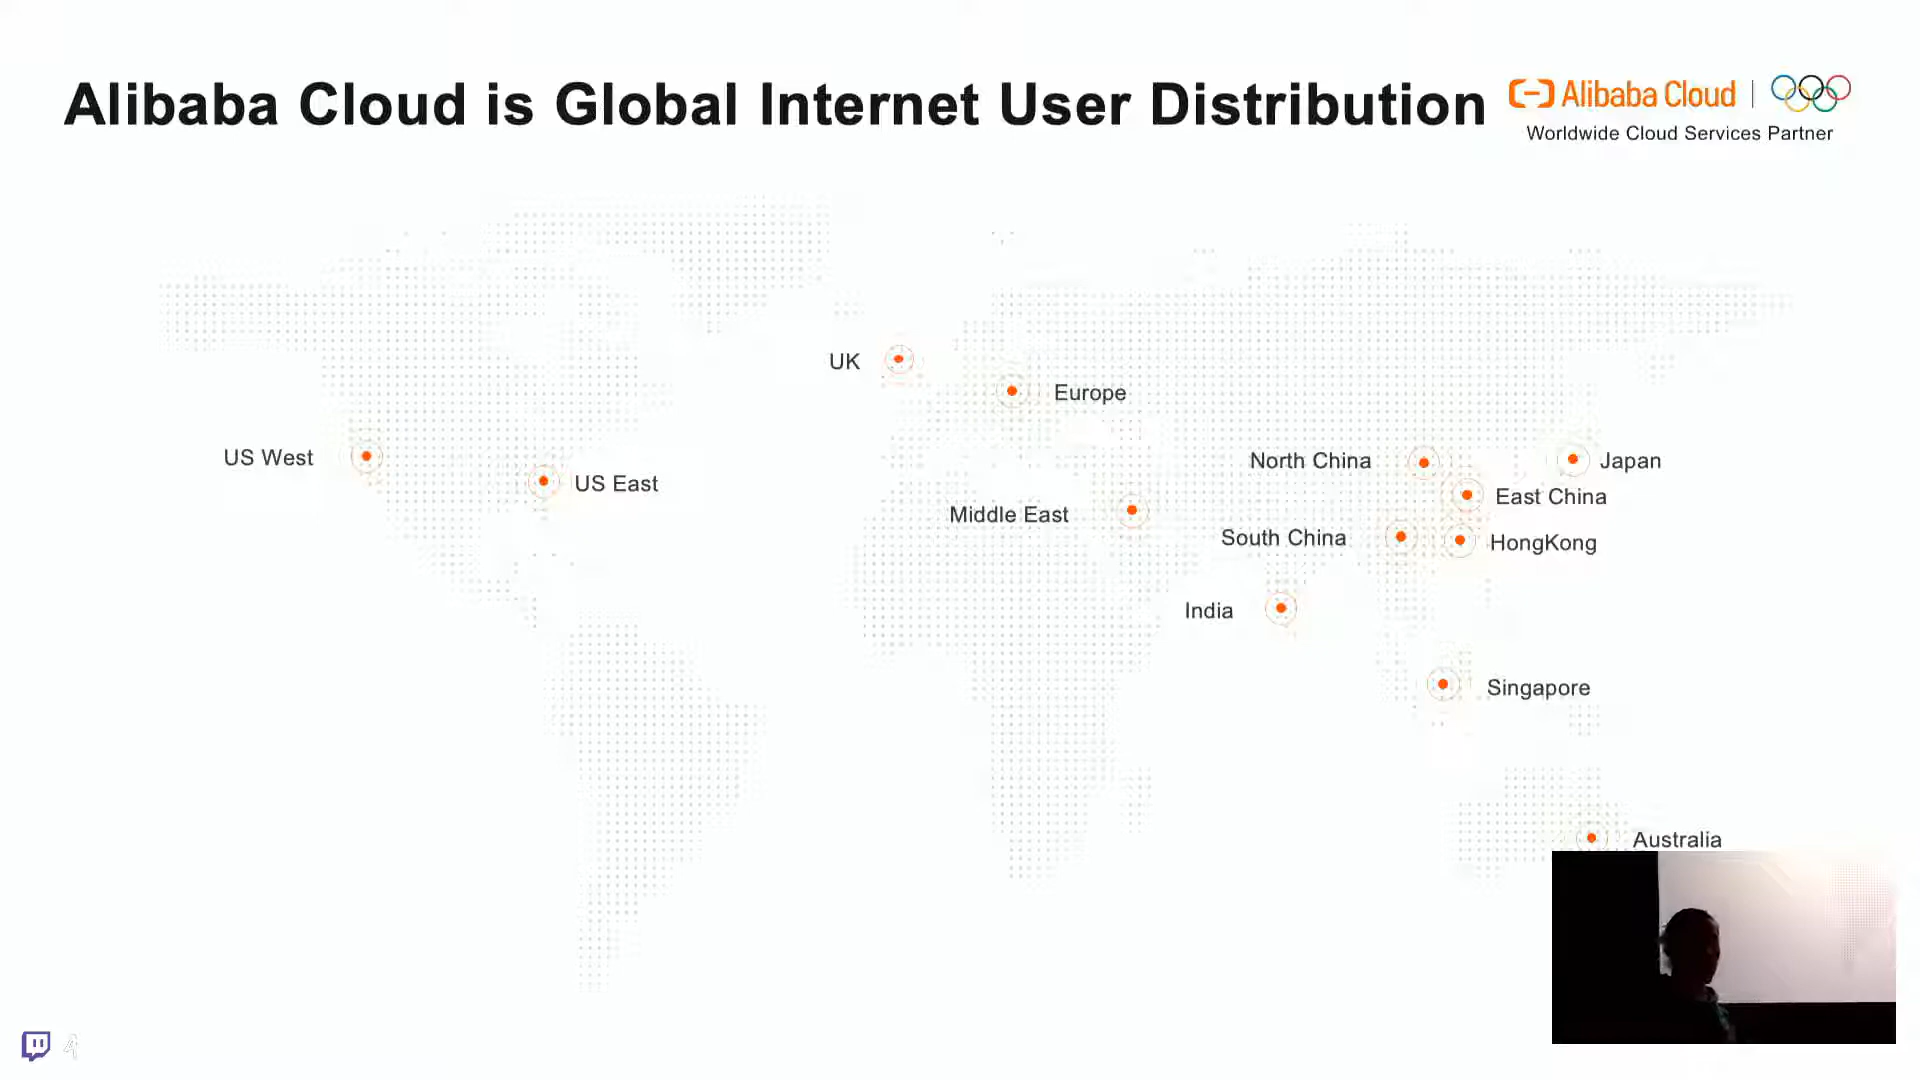 Alibaba Cloud is Global Internet User Distribution
Alibaba Cloud
Worldwide Cloud Services Partner
UK
Europe
US West
US East
North China
Japan
East China
Middle East
South China
HongKong
India
Singapore
Australia
4